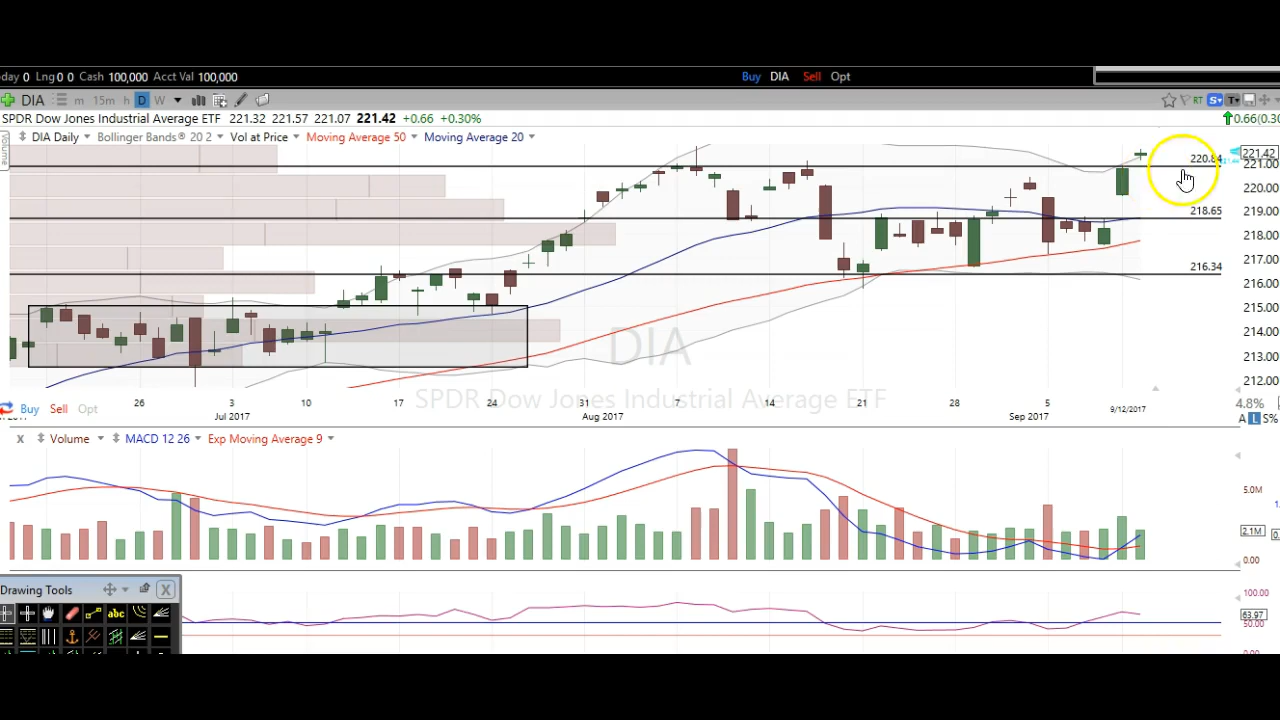 day 0 Lng 0 0 Cash 100,000 Acct Val 100,000 Buy DIA Sell Opt
DIA m 15m h D W RT S T
SPDR Dow Jones Industrial Average ETF 221.32 221.57 221.07 221.42 +0.66 +0.30% 0.66(0.30
Volume
DIA Daily Bollinger Bands® 20 2 Vol at Price Moving Average 50 Moving Average 20
221.42
220.84
221.00
220.00
218.65
219.00
218.00
216.34
217.00
216.00
215.00
214.00
213.00
212.00
DIA
SPDR Dow Jones Industrial Average ETF
Buy Sell Opt
26 3 10 17 24 31 7 14 21 28 5 9/12/2017
Jul 2017 Aug 2017 Sep 2017
4.8%
A L S%
X Volume MACD 12 26 Exp Moving Average 9
5.0M
2.1M
0.00
Drawing Tools X
abc
100.00
63.97
50.00
0.00